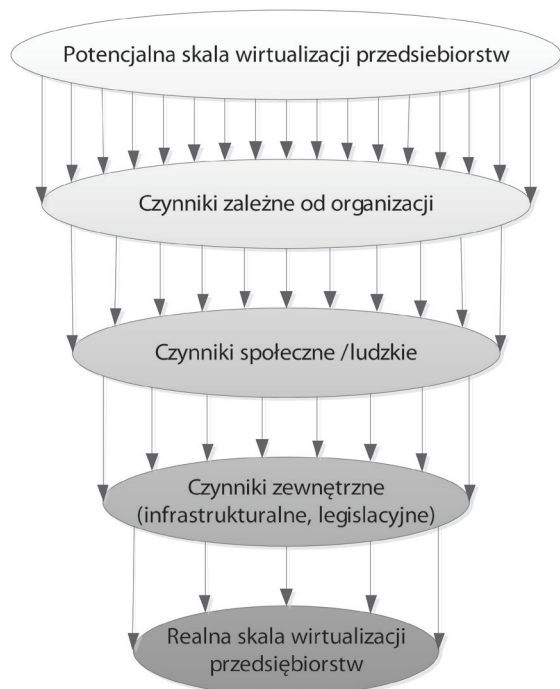 Potencjalna skala wirtualizacji przedsiebiorstw
Czynniki zależne od organizacji
Czynniki społeczne /ludzkie
Czynniki zewnętrzne
(infrastrukturalne, legislacyjne)
Realna skala wirtualizacji
przedsiębiorstw